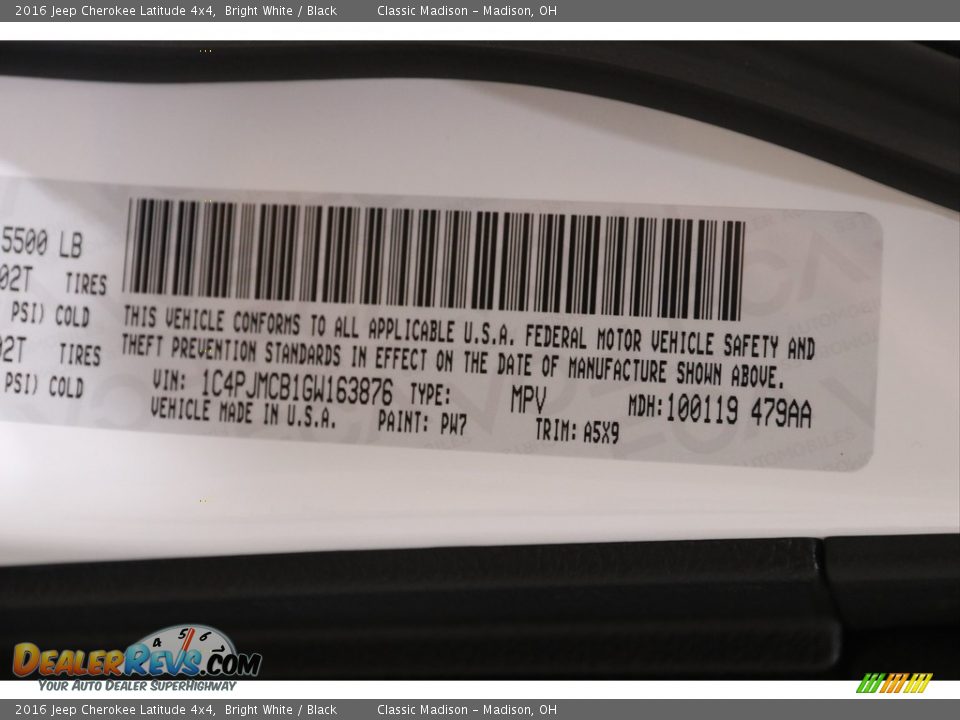 2016 Jeep Cherokee Latitude 4x4,  Bright White / Black        Classic Madison – Madison, OH
5500 LB
02T TIRES
PSI) COLD
02T TIRES
PSI) COLD
THIS VEHICLE CONFORMS TO ALL APPLICABLE U.S.A. FEDERAL MOTOR VEHICLE SAFETY AND
THEFT PREVENTION STANDARDS IN EFFECT ON THE DATE OF MANUFACTURE SHOWN ABOVE.
VIN: 1C4PJMCB1GW163876 TYPE: MPV MDH:100119 479AA
VEHICLE MADE IN U.S.A. PAINT: PW7 TRIM: A5X9
4 5 6
DEALERREVS.COM
YOUR AUTO DEALER SUPERHIGHWAY
2016 Jeep Cherokee Latitude 4x4,  Bright White / Black        Classic Madison – Madison, OH